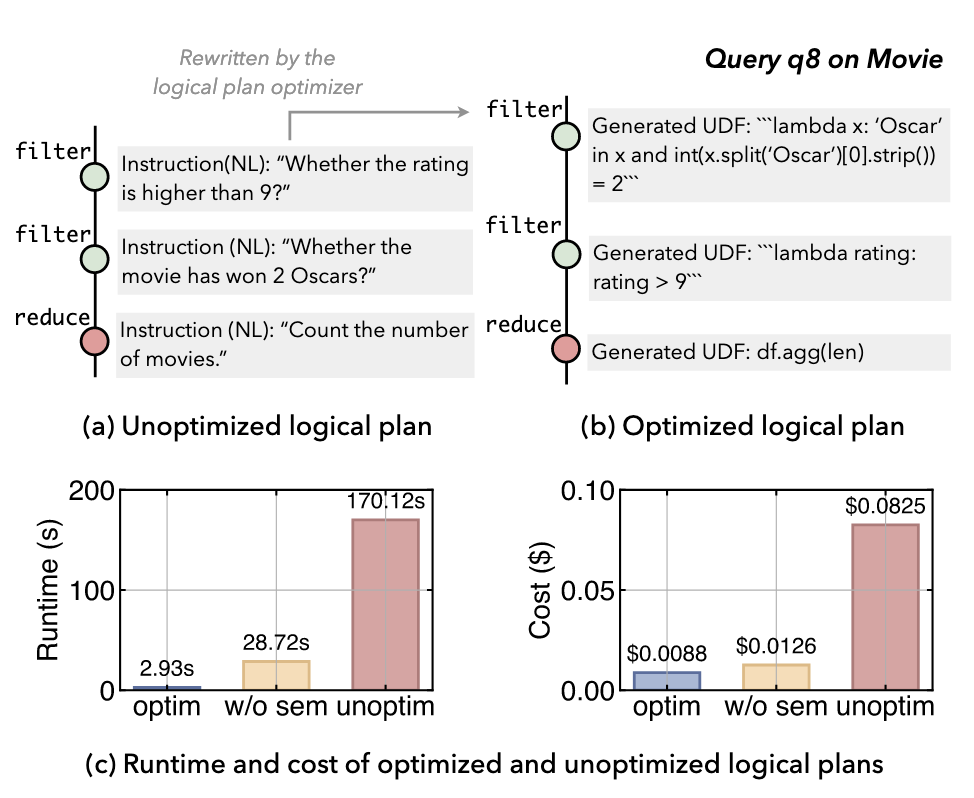 Rewritten by the
logical plan optimizer
Query q8 on Movie
filter
Instruction(NL): “Whether the rating
is higher than 9?”
filter
Instruction (NL): “Whether the
movie has won 2 Oscars?”
reduce
Instruction (NL): “Count the number
of movies.”
(a) Unoptimized logical plan
filter
Generated UDF: ```lambda x: ‘Oscar’
in x and int(x.split(‘Oscar’)[0].strip())
= 2```
filter
Generated UDF: ```lambda rating:
rating > 9```
reduce
Generated UDF: df.agg(len)
(b) Optimized logical plan
Runtime (s)
200
100
0
2.93s
28.72s
170.12s
optim
w/o sem
unoptim
Cost ($)
0.10
0.05
0.00
$0.0088
$0.0126
$0.0825
optim
w/o sem
unoptim
(c) Runtime and cost of optimized and unoptimized logical plans